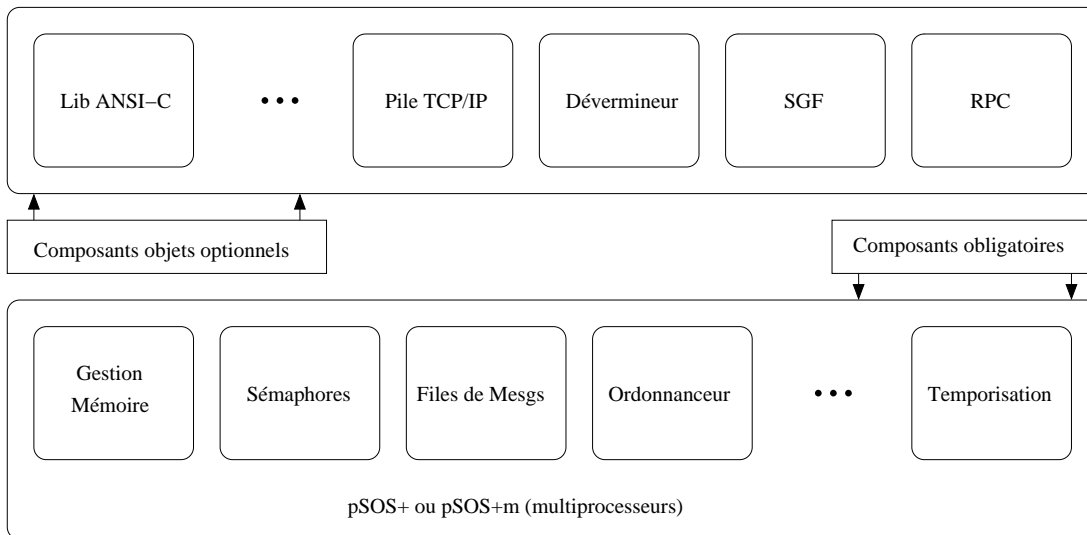 Lib ANSI−C
Pile TCP/IP
Dévermineur
SGF
RPC
Composants objets optionnels
Composants obligatoires
Gestion
Mémoire
Sémaphores
Files de Mesgs
Ordonnanceur
Temporisation
pSOS+ ou pSOS+m (multiprocesseurs)